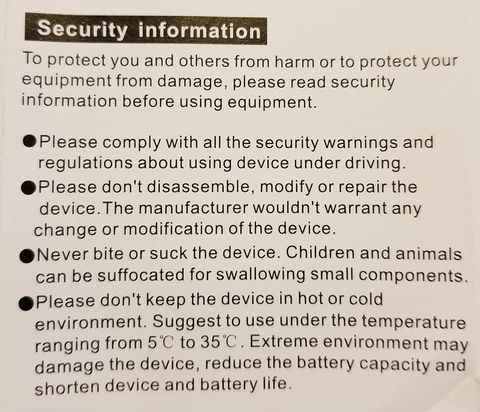 Security information
To protect you and others from harm or to protect your
equipment from damage, please read security
information before using equipment.
●Please comply with all the security warnings and
regulations about using device under driving.
●Please don't disassemble, modify or repair the
device.The manufacturer wouldn't warrant any
change or modification of the device.
●Never bite or suck the device. Children and animals
can be suffocated for swallowing small components.
●Please don't keep the device in hot or cold
environment. Suggest to use under the temperature
ranging from 5℃ to 35℃. Extreme environment may
damage the device, reduce the battery capacity and
shorten device and battery life.